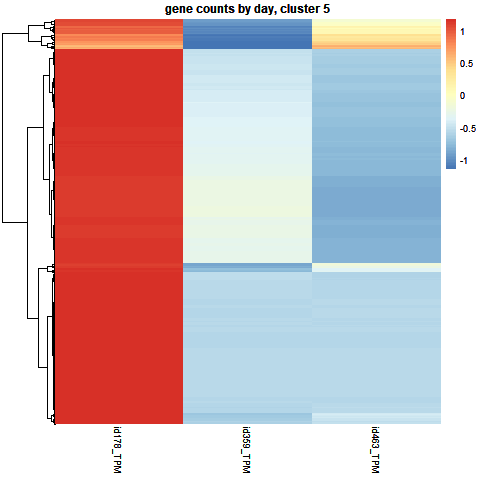 gene counts by day, cluster 5
1
0.5
0
-0.5
-1
id178_TPM
id359_TPM
id463_TPM